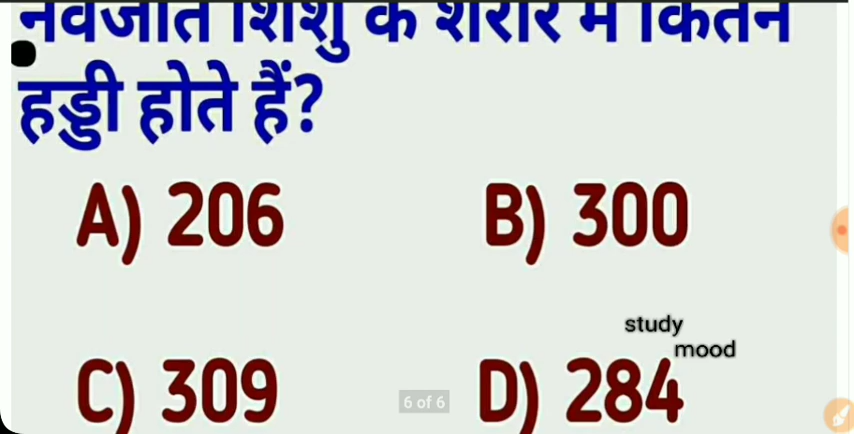 नवजात शिशु के शरीर में कितने
हड्डी होते हैं?
A) 206
B) 300
study
mood
C) 309
D) 284
6 of 6